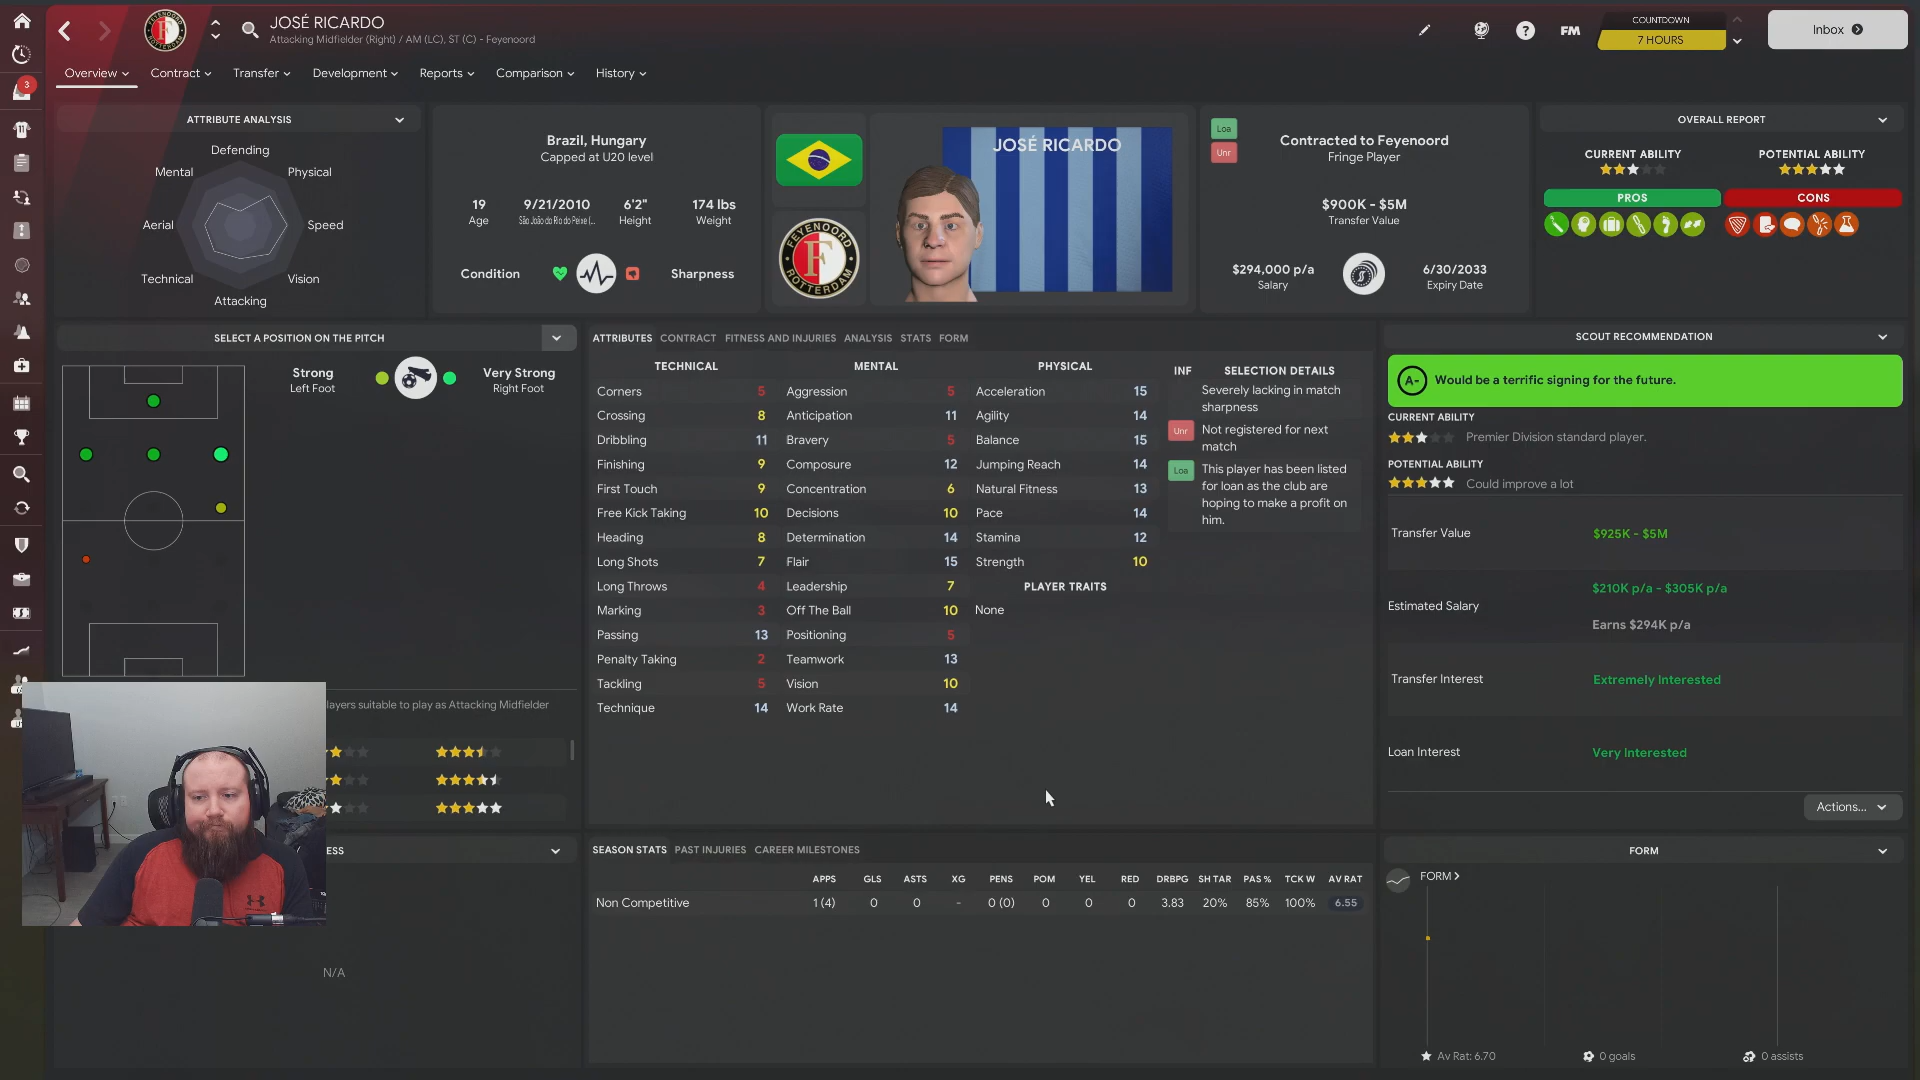 JOSÉ RICARDO
Attacking Midfielder (Right) / AM (LC), ST (C) - Feyenoord
COUNTDOWN
7 HOURS
FM
Inbox
3
Overview
Contract
Transfer
Development
Reports
Comparison
History
ATTRIBUTE ANALYSIS
Defending
Mental
Physical
Aerial
Speed
Technical
Vision
Attacking
Brazil, Hungary
Capped at U20 level
19
Age
9/21/2010
São João do Rio do Peixe (...
6'2"
Height
174 lbs
Weight
Condition
Sharpness
FEYENOORD
ROTTERDAM
JOSÉ RICARDO
Loa
Unr
Contracted to Feyenoord
Fringe Player
$900K - $5M
Transfer Value
$294,000 p/a
Salary
6/30/2033
Expiry Date
OVERALL REPORT
CURRENT ABILITY
POTENTIAL ABILITY
PROS
CONS
SELECT A POSITION ON THE PITCH
Strong
Left Foot
Very Strong
Right Foot
layers suitable to play as Attacking Midfielder
ESS
N/A
ATTRIBUTES CONTRACT FITNESS AND INJURIES ANALYSIS STATS FORM
TECHNICAL
Corners 5
Crossing 8
Dribbling 11
Finishing 9
First Touch 9
Free Kick Taking 10
Heading 8
Long Shots 7
Long Throws 4
Marking 3
Passing 13
Penalty Taking 2
Tackling 5
Technique 14
MENTAL
Aggression 5
Anticipation 11
Bravery 5
Composure 12
Concentration 6
Decisions 10
Determination 14
Flair 15
Leadership 7
Off The Ball 10
Positioning 5
Teamwork 13
Vision 10
Work Rate 14
PHYSICAL
Acceleration 15
Agility 14
Balance 15
Jumping Reach 14
Natural Fitness 13
Pace 14
Stamina 12
Strength 10
PLAYER TRAITS
None
INF SELECTION DETAILS
Severely lacking in match
sharpness
Unr Not registered for next
match
Loa This player has been listed
for loan as the club are
hoping to make a profit on
him.
SEASON STATS PAST INJURIES CAREER MILESTONES
APPS GLS ASTS XG PENS POM YEL RED DRBPG SH TAR PAS % TCK W AV RAT
Non Competitive 1 (4) 0 0 - 0 (0) 0 0 0 3.83 20% 85% 100% 6.55
SCOUT RECOMMENDATION
A- Would be a terrific signing for the future.
CURRENT ABILITY
Premier Division standard player.
POTENTIAL ABILITY
Could improve a lot
Transfer Value $925K - $5M
Estimated Salary $210K p/a - $305K p/a
Earns $294K p/a
Transfer Interest Extremely Interested
Loan Interest Very Interested
Actions...
FORM
FORM
Av Rat: 6.70
0 goals
0 assists